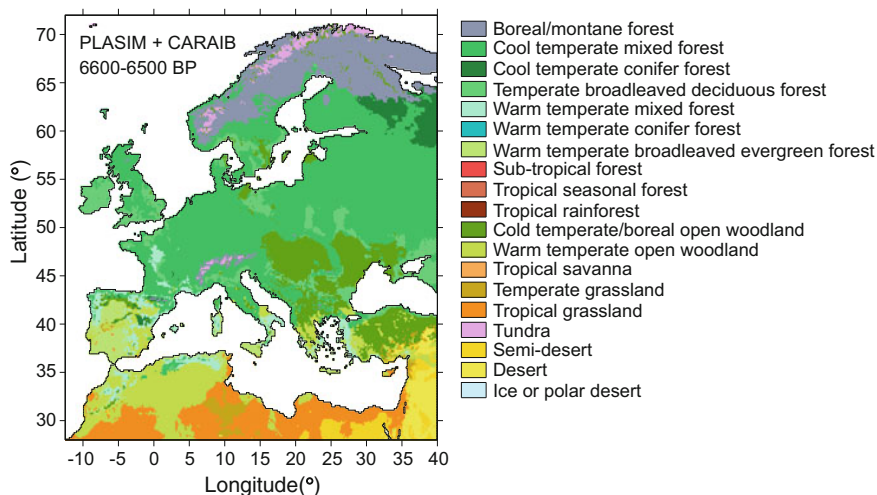 PLASIM + CARAIB
6600-6500 BP
70
65
60
55
50
45
40
35
30
Latitude (°)
-10 -5 0 5 10 15 20 25 30 35 40
Longitude(°)
Boreal/montane forest
Cool temperate mixed forest
Cool temperate conifer forest
Temperate broadleaved deciduous forest
Warm temperate mixed forest
Warm temperate conifer forest
Warm temperate broadleaved evergreen forest
Sub-tropical forest
Tropical seasonal forest
Tropical rainforest
Cold temperate/boreal open woodland
Warm temperate open woodland
Tropical savanna
Temperate grassland
Tropical grassland
Tundra
Semi-desert
Desert
Ice or polar desert